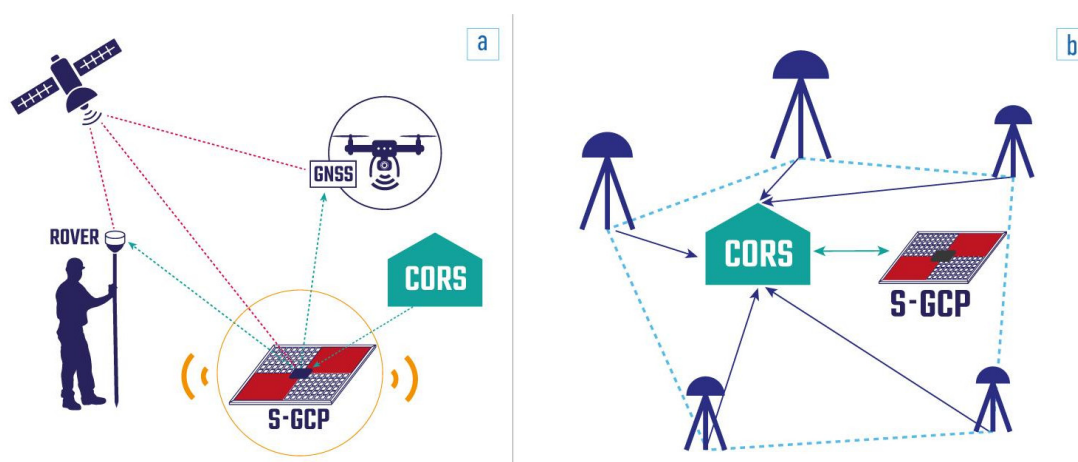 a
GNSS
ROVER
CORS
S-GCP
b
CORS
S-GCP